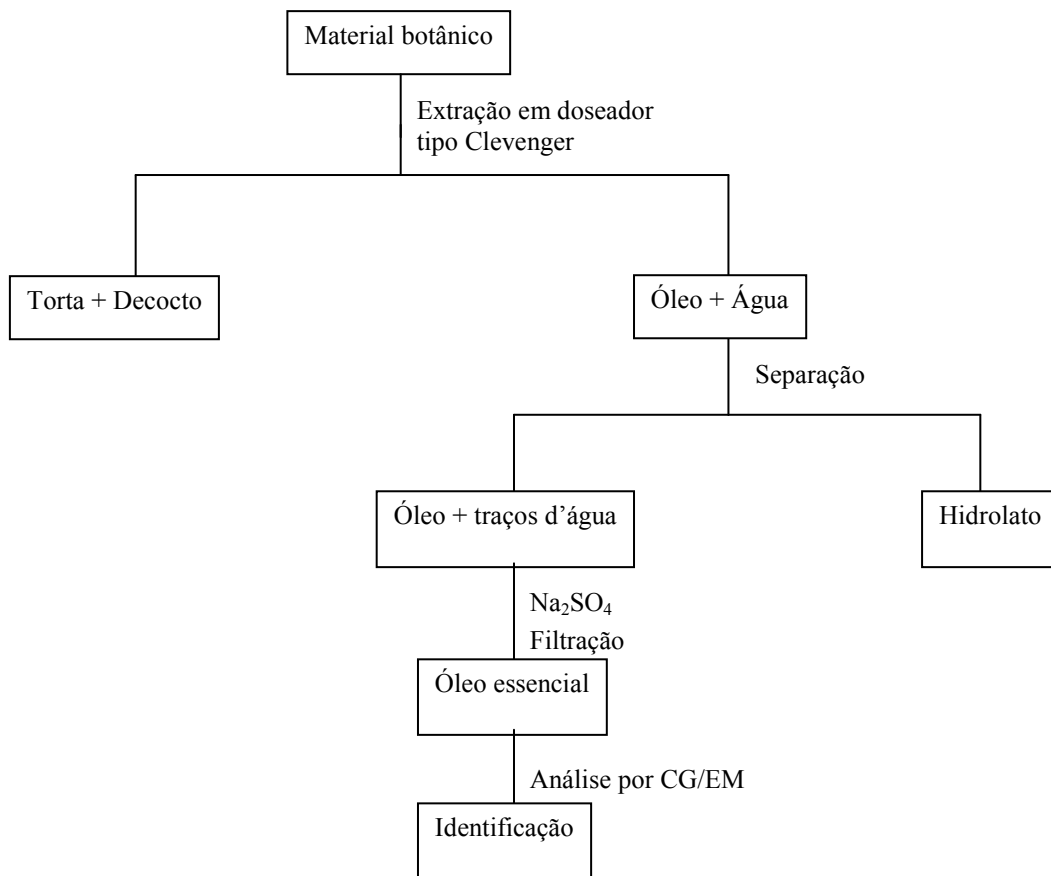 Material botânico
Extração em doseador
tipo Clevenger
Torta + Decocto
Óleo + Água
Separação
Óleo + traços d’água
Hidrolato
Na₂SO₄
Filtração
Óleo essencial
Análise por CG/EM
Identificação